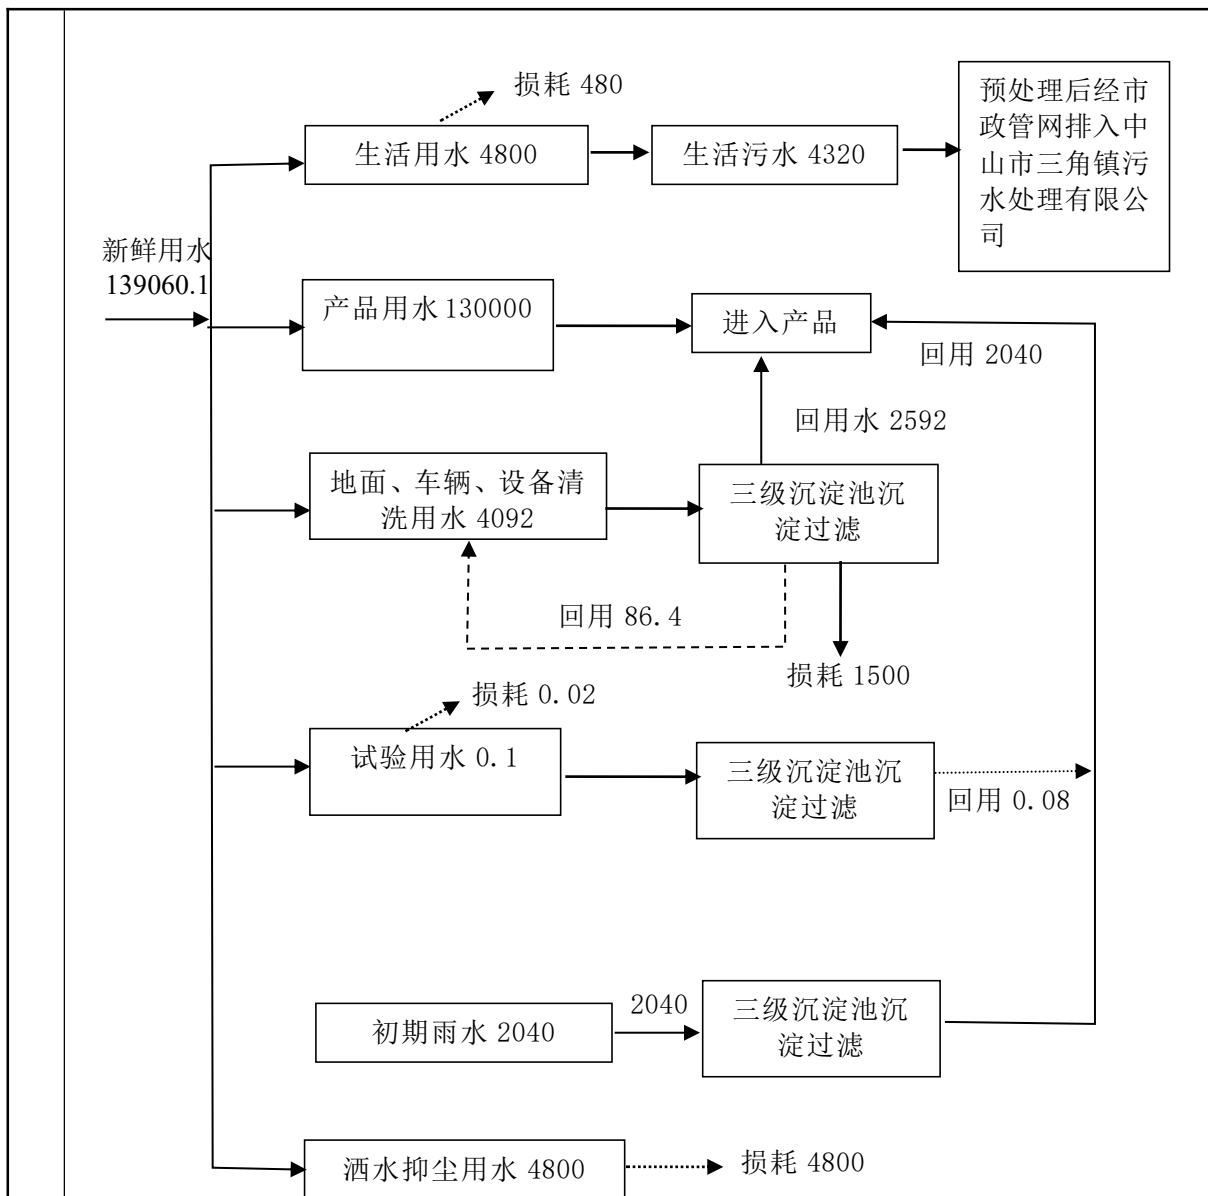 损耗 480
生活用水 4800
生活污水 4320
预处理后经市
政管网排入中
山市三角镇污
水处理有限公
司
新鲜用水
139060.1
产品用水 130000
进入产品
回用 2040
回用水 2592
地面、车辆、设备清
洗用水 4092
三级沉淀池沉
淀过滤
回用 86.4
损耗 1500
损耗 0.02
试验用水 0.1
三级沉淀池沉
淀过滤
回用 0.08
初期雨水 2040
2040
三级沉淀池沉
淀过滤
洒水抑尘用水 4800
损耗 4800